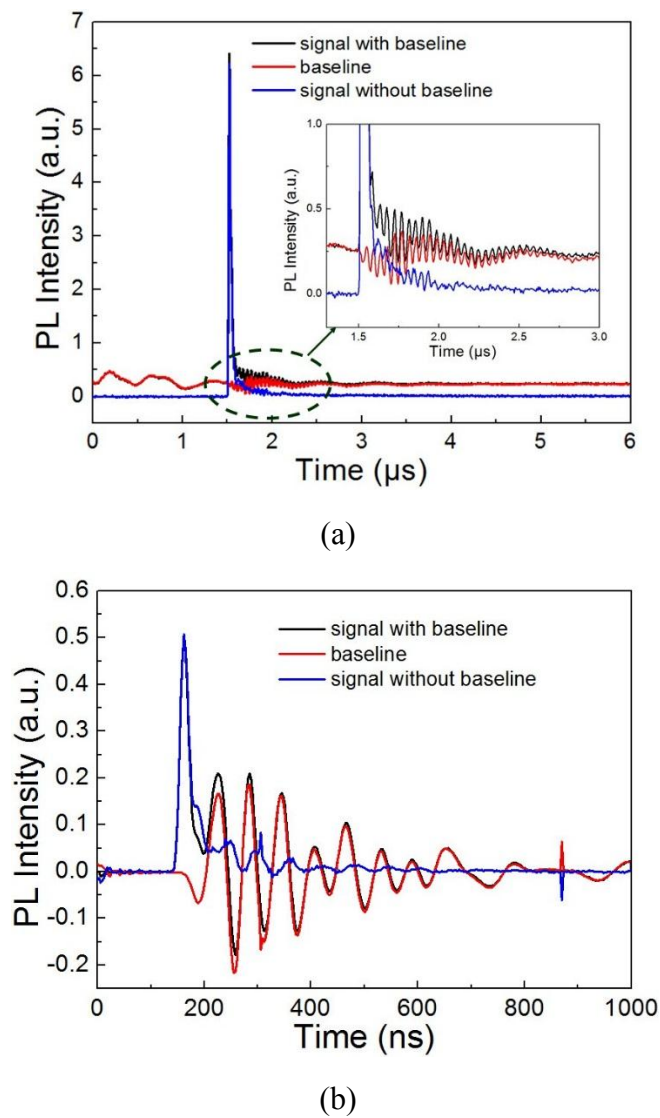 7
6
5
4
3
2
1
0
PL Intensity (a.u.)
signal with baseline
baseline
signal without baseline
1.0
0.5
0.0
PL Intensity (a.u.)
1.5 2.0 2.5 3.0
Time (μs)
0 1 2 3 4 5 6
Time (μs)
(a)
0.6
0.5
0.4
0.3
0.2
0.1
0.0
-0.1
-0.2
PL Intensity (a.u.)
signal with baseline
baseline
signal without baseline
0 200 400 600 800 1000
Time (ns)
(b)